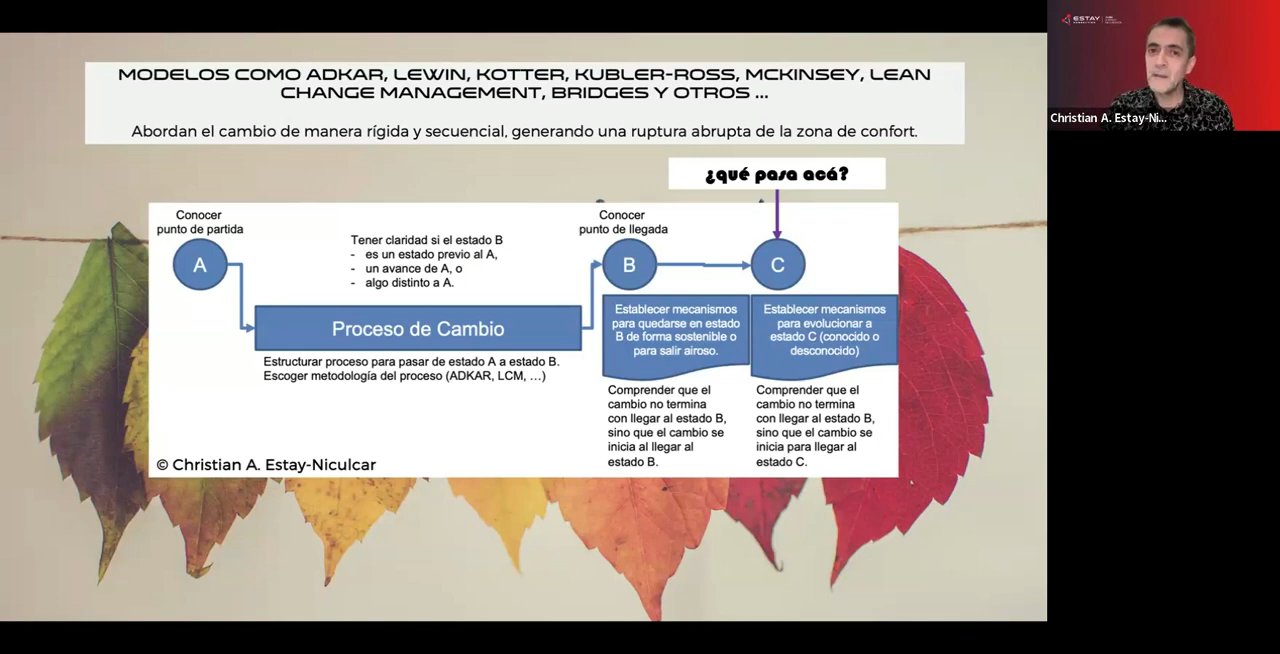 MODELOS COMO ADKAR, LEWIN, KOTTER, KUBLER-ROSS, MCKINSEY, LEAN
CHANGE MANAGEMENT, BRIDGES Y OTROS ...
Abordan el cambio de manera rígida y secuencial, generando una ruptura abrupta de la zona de confort.
¿qué pasa acá?
Conocer
punto de partida
A
Tener claridad si el estado B
- es un estado previo al A,
- un avance de A, o
- algo distinto a A.
Proceso de Cambio
Estructurar proceso para pasar de estado A a estado B.
Escoger metodología del proceso (ADKAR, LCM, ...)
Conocer
punto de llegada
B
Establecer mecanismos
para quedarse en estado
B de forma sostenible o
para salir airoso.
Comprender que el
cambio no termina
con llegar al estado B,
sino que el cambio se
inicia al llegar al
estado B.
C
Establecer mecanismos
para evolucionar a
estado C (conocido o
desconocido)
Comprender que el
cambio no termina
con llegar al estado B,
sino que el cambio se
inicia para llegar al
estado C.
© Christian A. Estay-Niculcar
ESTAY
Christian A. Estay-Ni...